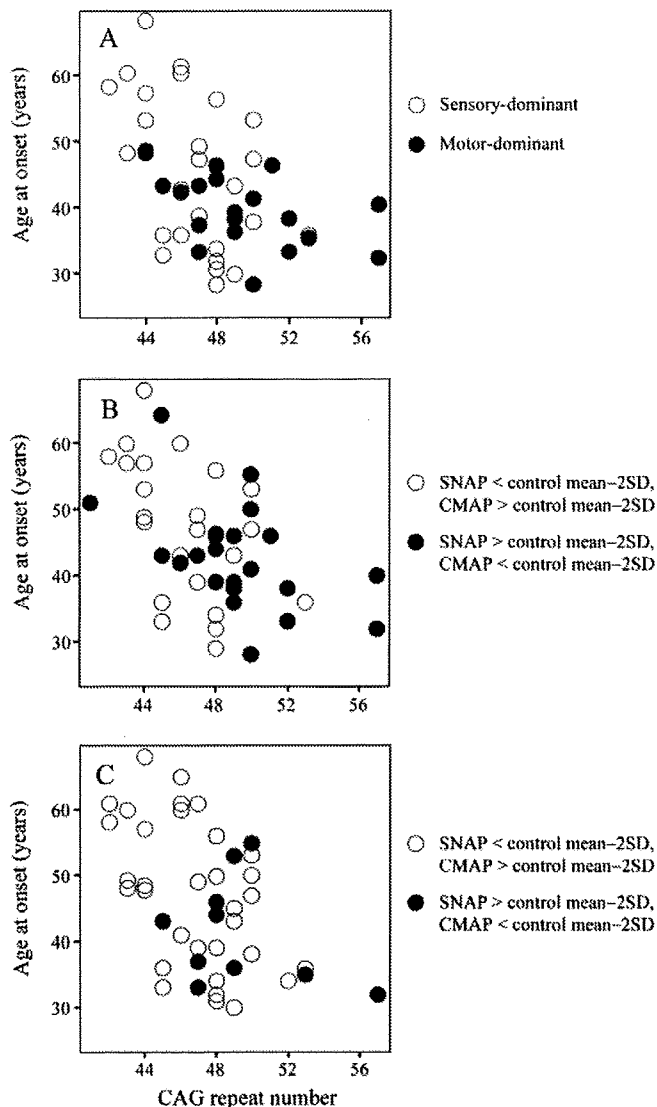 A
Age at onset (years)
60
50
40
30
44 48 52 56
Sensory-dominant
Motor-dominant
B
Age at onset (years)
60
50
40
30
44 48 52 56
SNAP < control mean–2SD,
CMAP > control mean–2SD
SNAP > control mean–2SD,
CMAP < control mean–2SD
C
Age at onset (years)
60
50
40
30
44 48 52 56
CAG repeat number
SNAP < control mean–2SD,
CMAP > control mean–2SD
SNAP > control mean–2SD,
CMAP < control mean–2SD